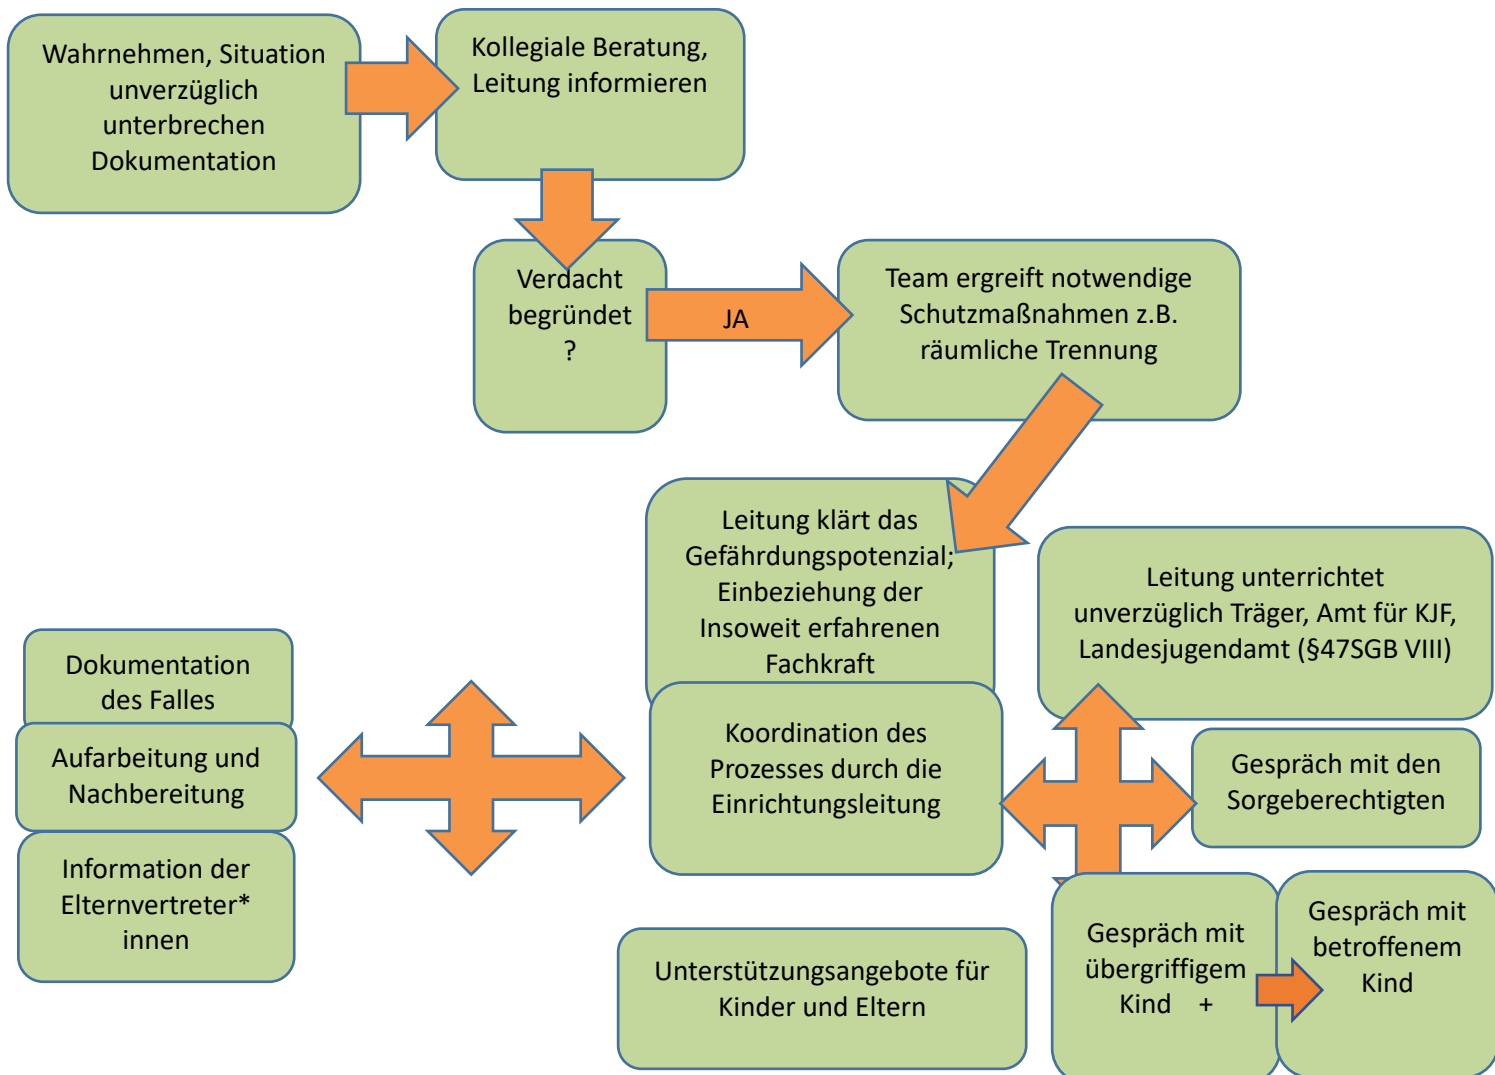 Wahrnehmen, Situation
unverzüglich
unterbrechen
Dokumentation
Kollegiale Beratung,
Leitung informieren
Verdacht
begründet
?
JA
Team ergreift notwendige
Schutzmaßnahmen z.B.
räumliche Trennung
Leitung klärt das
Gefährdungspotenzial;
Einbeziehung der
Insoweit erfahrenen
Fachkraft
Leitung unterrichtet
unverzüglich Träger, Amt für KJF,
Landesjugendamt (§47SGB VIII)
Dokumentation
des Falles
Aufarbeitung und
Nachbereitung
Information der
Elternvertreter*
innen
Koordination des
Prozesses durch die
Einrichtungsleitung
Gespräch mit den
Sorgeberechtigten
Gespräch mit
übergriffigem
Kind +
Gespräch mit
betroffenem
Kind
Unterstützungsangebote für
Kinder und Eltern